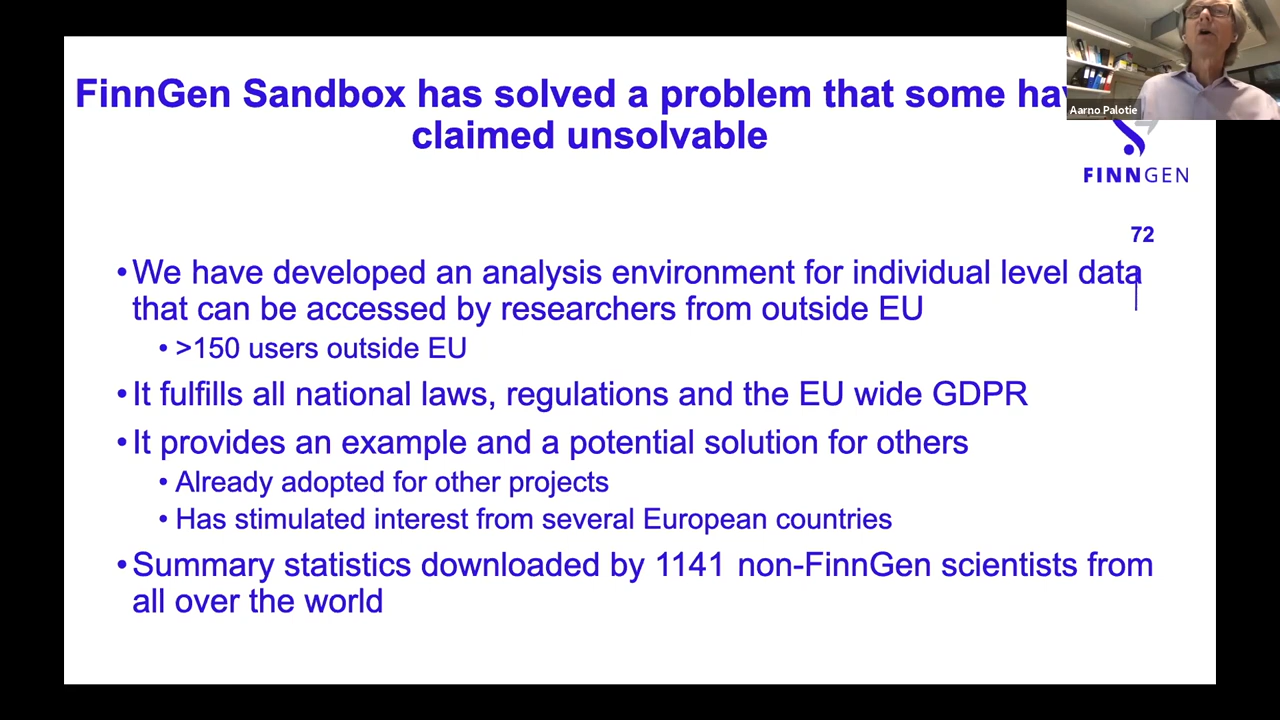 FinnGen Sandbox has solved a problem that some
claimed unsolvable
Aarno Palotie
FINNGEN
72
•We have developed an analysis environment for individual level data
that can be accessed by researchers from outside EU
• >150 users outside EU
•It fulfills all national laws, regulations and the EU wide GDPR
•It provides an example and a potential solution for others
• Already adopted for other projects
• Has stimulated interest from several European countries
•Summary statistics downloaded by 1141 non-FinnGen scientists from
all over the world